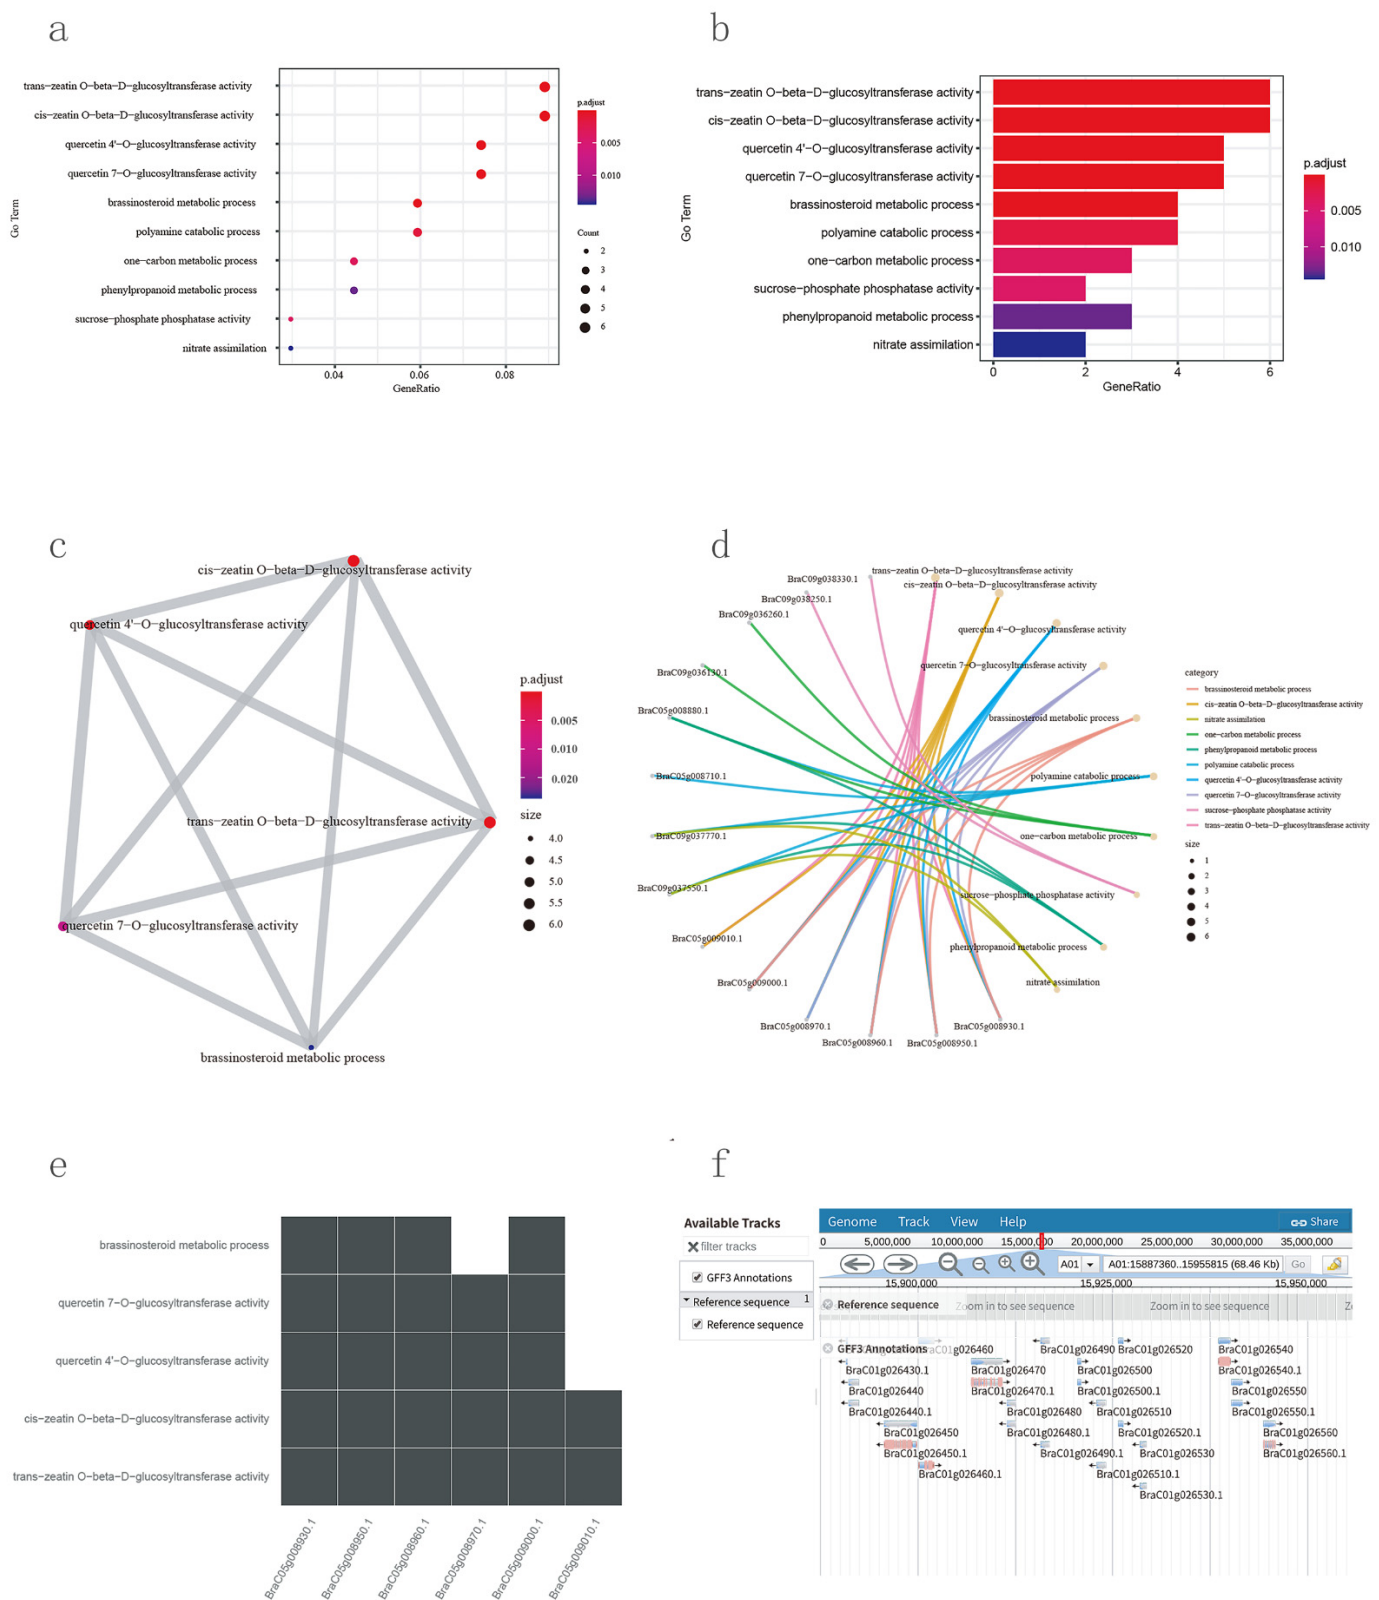 a
trans−zeatin O−beta−D−glucosyltransferase activity
cis−zeatin O−beta−D−glucosyltransferase activity
quercetin 4'−O−glucosyltransferase activity
quercetin 7−O−glucosyltransferase activity
brassinosteroid metabolic process
polyamine catabolic process
one−carbon metabolic process
phenylpropanoid metabolic process
sucrose−phosphate phosphatase activity
nitrate assimilation
Go Term
0.04 0.06 0.08
GeneRatio
p.adjust
0.005
0.010
Count
2
3
4
5
6
b
trans−zeatin O−beta−D−glucosyltransferase activity
cis−zeatin O−beta−D−glucosyltransferase activity
quercetin 4'−O−glucosyltransferase activity
quercetin 7−O−glucosyltransferase activity
brassinosteroid metabolic process
polyamine catabolic process
one−carbon metabolic process
sucrose−phosphate phosphatase activity
phenylpropanoid metabolic process
nitrate assimilation
Go Term
0 2 4 6
GeneRatio
p.adjust
0.005
0.010
c
cis−zeatin O−beta−D−glucosyltransferase activity
quercetin 4'−O−glucosyltransferase activity
trans−zeatin O−beta−D−glucosyltransferase activity
quercetin 7−O−glucosyltransferase activity
brassinosteroid metabolic process
p.adjust
0.005
0.010
0.020
size
4.0
4.5
5.0
5.5
6.0
d
trans−zeatin O−beta−D−glucosyltransferase activity
cis−zeatin O−beta−D−glucosyltransferase activity
quercetin 4'−O−glucosyltransferase activity
quercetin 7−O−glucosyltransferase activity
brassinosteroid metabolic process
polyamine catabolic process
one−carbon metabolic process
sucrose−phosphate phosphatase activity
phenylpropanoid metabolic process
nitrate assimilation
BraC09g038330.1
BraC09g038250.1
BraC09g036260.1
BraC09g036130.1
BraC05g008880.1
BraC05g008710.1
BraC09g037770.1
BraC09g037550.1
BraC05g009010.1
BraC05g009000.1
BraC05g008970.1
BraC05g008960.1
BraC05g008950.1
BraC05g008930.1
category
brassinosteroid metabolic process
cis−zeatin O−beta−D−glucosyltransferase activity
nitrate assimilation
one−carbon metabolic process
phenylpropanoid metabolic process
polyamine catabolic process
quercetin 4'−O−glucosyltransferase activity
quercetin 7−O−glucosyltransferase activity
sucrose−phosphate phosphatase activity
trans−zeatin O−beta−D−glucosyltransferase activity
size
1
2
3
4
5
6
e
brassinosteroid metabolic process
quercetin 7−O−glucosyltransferase activity
quercetin 4'−O−glucosyltransferase activity
cis−zeatin O−beta−D−glucosyltransferase activity
trans−zeatin O−beta−D−glucosyltransferase activity
BraC05g008930.1
BraC05g008950.1
BraC05g008960.1
BraC05g008970.1
BraC05g009000.1
BraC05g009010.1
f
Available Tracks
filter tracks
GFF3 Annotations
Reference sequence 1
Reference sequence
Genome Track View Help Share
0 5,000,000 10,000,000 15,000,000 20,000,000 25,000,000 30,000,000 35,000,000
A01 A01:15887360..15955815 (68.46 Kb) Go
15,900,000 15,925,000 15,950,000
Reference sequence Zoom in to see sequence Zoom in to see sequence
GFF3 Annotations
BraC01g026490 BraC01g026520 BraC01g026540
BraC01g026430.1 BraC01g026470 BraC01g026500 BraC01g026540.1
BraC01g026440 BraC01g026470.1 BraC01g026500.1 BraC01g026550
BraC01g026440.1 BraC01g026480 BraC01g026510 BraC01g026550.1
BraC01g026450 BraC01g026480.1 BraC01g026520.1 BraC01g026560
BraC01g026450.1 BraC01g026490.1 BraC01g026530 BraC01g026560.1
BraC01g026460.1 BraC01g026510.1
BraC01g026530.1